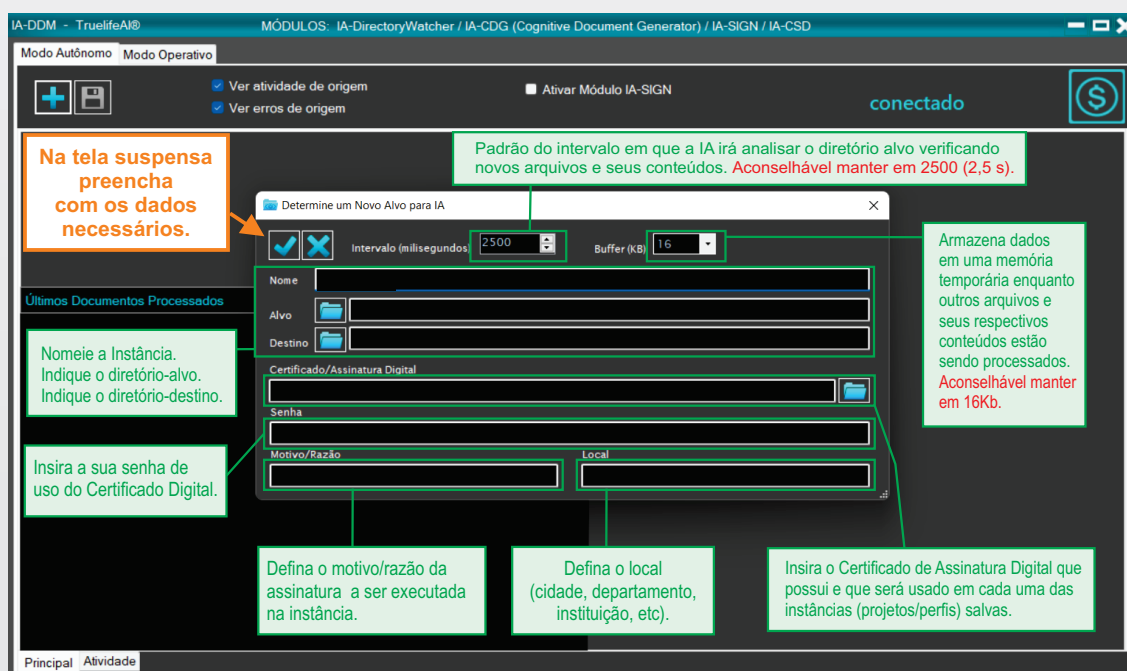 IA-DDM - TruelifeAI®
MÓDULOS: IA-DirectoryWatcher / IA-CDG (Cognitive Document Generator) / IA-SIGN / IA-CSD
Modo Autônomo
Modo Operativo
Ver atividade de origem
Ver erros de origem
Ativar Módulo IA-SIGN
conectado
Na tela suspensa
preencha
com os dados
necessários.
Padrão do intervalo em que a IA irá analisar o diretório alvo verificando
novos arquivos e seus conteúdos. Aconselhável manter em 2500 (2,5 s).
Determine um Novo Alvo para IA
Intervalo (milisegundos)
2500
Buffer (KB)
16
Nome
Alvo
Destino
Certificado/Assinatura Digital
Senha
Motivo/Razão
Local
Armazena dados
em uma memória
temporária enquanto
outros arquivos e
seus respectivos
conteúdos estão
sendo processados.
Aconselhável manter
em 16Kb.
Últimos Documentos Processados
Nomeie a Instância.
Indique o diretório-alvo.
Indique o diretório-destino.
Insira a sua senha de
uso do Certificado Digital.
Defina o motivo/razão da
assinatura a ser executada
na instância.
Defina o local
(cidade, departamento,
instituição, etc).
Insira o Certificado de Assinatura Digital que
possui e que será usado em cada uma das
instâncias (projetos/perfis) salvas.
Principal
Atividade